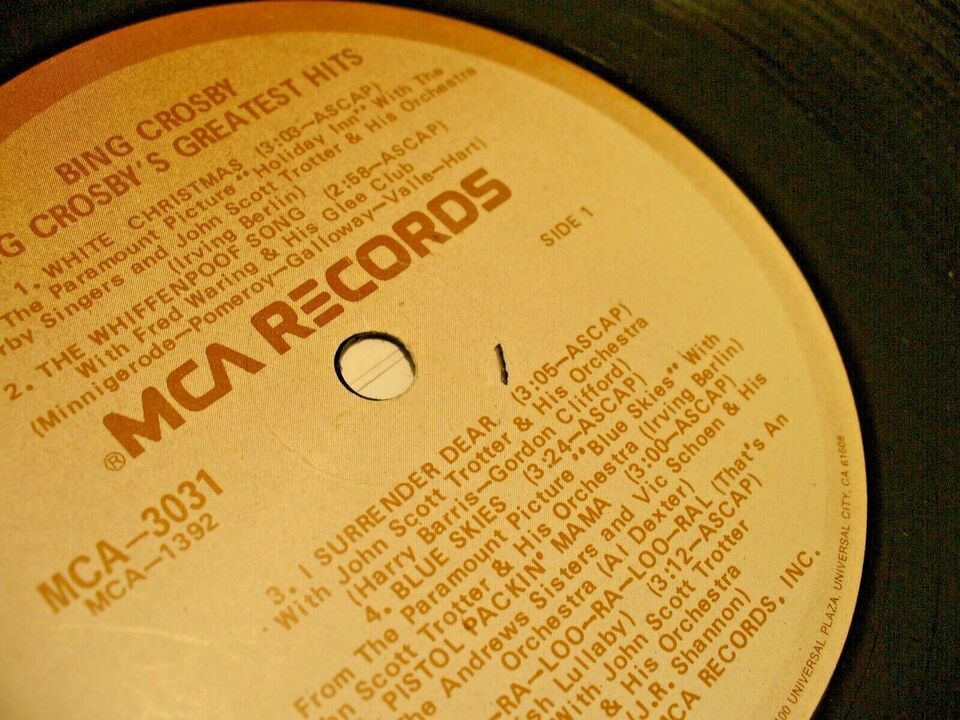 BING CROSBY
G CROSBY'S GREATEST HITS
1. WHITE CHRISTMAS (3:03—ASCAP)
The Paramount Picture "Holiday Inn" With The
rby Singers and John Scott Trotter & His Orchestra
(Irving Berlin)
2. THE WHIFFENPOOF SONG (2:58—ASCAP)
With Fred Waring & His Glee Club
(Minnigerode—Pomeroy—Galloway—Valle—Hart)
® MCA RECORDS
SIDE 1
MCA—3031
MCA—1392
3. I SURRENDER DEAR (3:05—ASCAP)
With John Scott Trotter & His Orchestra
(Harry Barris—Gordon Clifford)
4. BLUE SKIES (3:24—ASCAP)
From The Paramount Picture "Blue Skies" With
hn Scott Trotter & His Orchestra (Irving Berlin)
PISTOL PACKIN' MAMA (3:00—ASCAP)
The Andrews Sisters and Vic Schoen & His
Orchestra (Al Dexter)
RA—LOO—RA—LOO—RAL (That's An
sh Lullaby) (3:12—ASCAP)
With John Scott Trotter
& His Orchestra
(J.R. Shannon)
MCA RECORDS, INC.
00 UNIVERSAL PLAZA, UNIVERSAL CITY, CA 61608